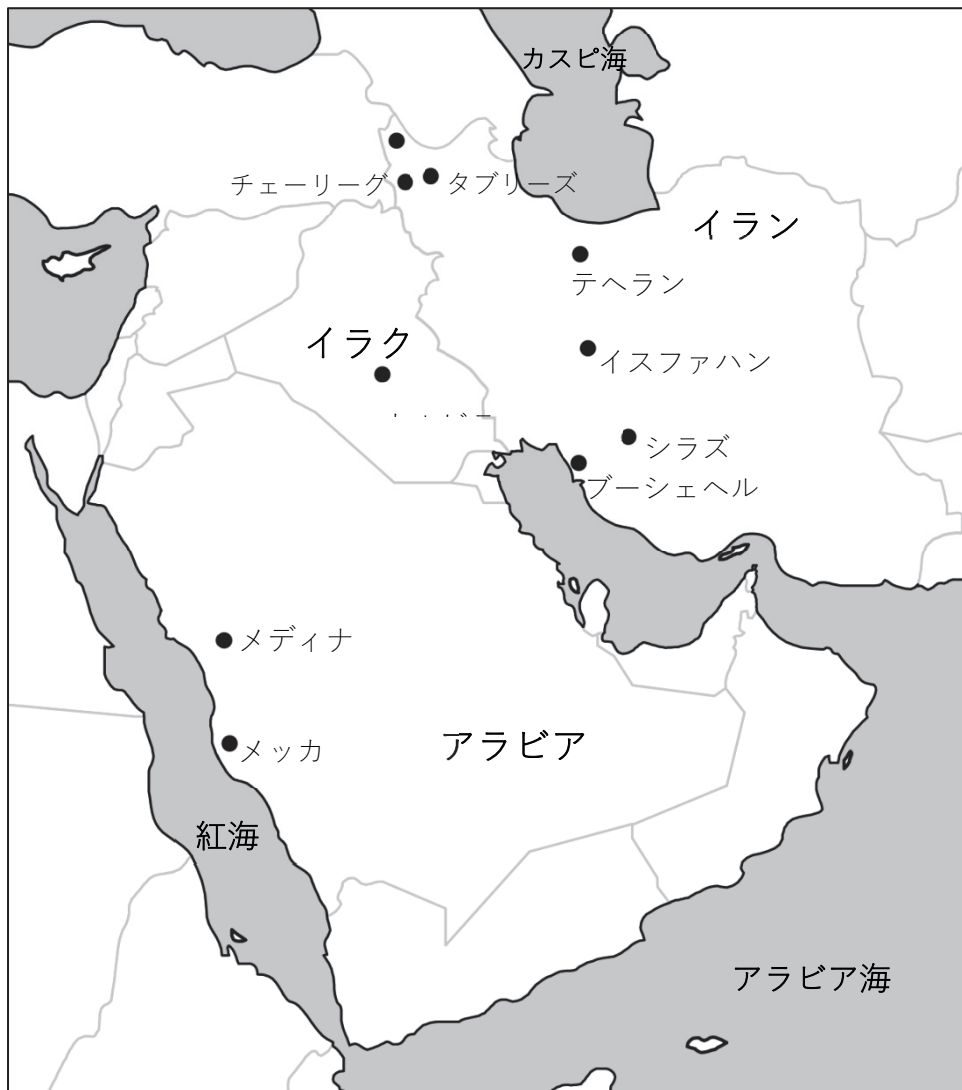 カスピ海
チェーリーグ
タブリーズ
イラン
テヘラン
イラク
イスファハン
シラズ
ブーシェヘル
メディナ
メッカ
アラビア
紅海
アラビア海